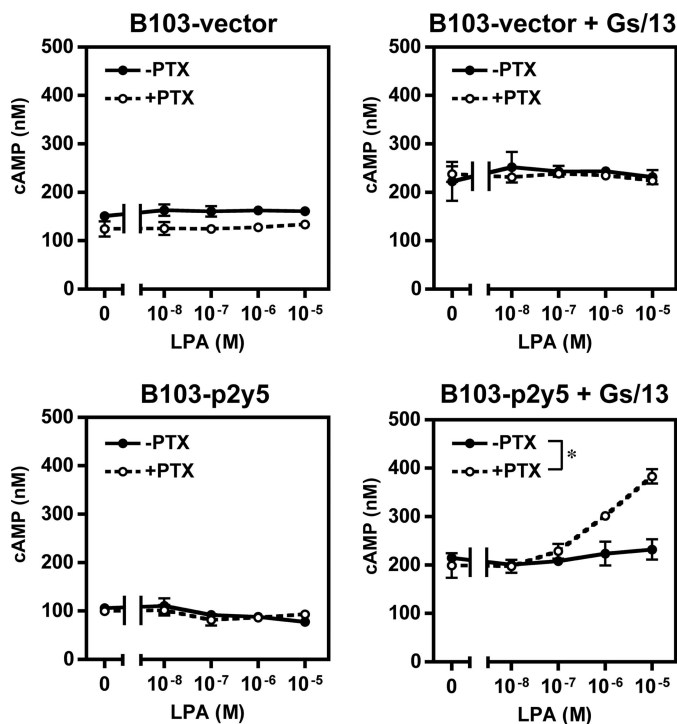 B103-vector
500
400
300
200
100
0
cAMP (nM)
-PTX
+PTX
0 10⁻⁸ 10⁻⁷ 10⁻⁶ 10⁻⁵
LPA (M)
B103-vector + Gs/13
500
400
300
200
100
0
cAMP (nM)
-PTX
+PTX
0 10⁻⁸ 10⁻⁷ 10⁻⁶ 10⁻⁵
LPA (M)
B103-p2y5
500
400
300
200
100
0
cAMP (nM)
-PTX
+PTX
0 10⁻⁸ 10⁻⁷ 10⁻⁶ 10⁻⁵
LPA (M)
B103-p2y5 + Gs/13
500
400
300
200
100
0
cAMP (nM)
-PTX
+PTX
*
0 10⁻⁸ 10⁻⁷ 10⁻⁶ 10⁻⁵
LPA (M)